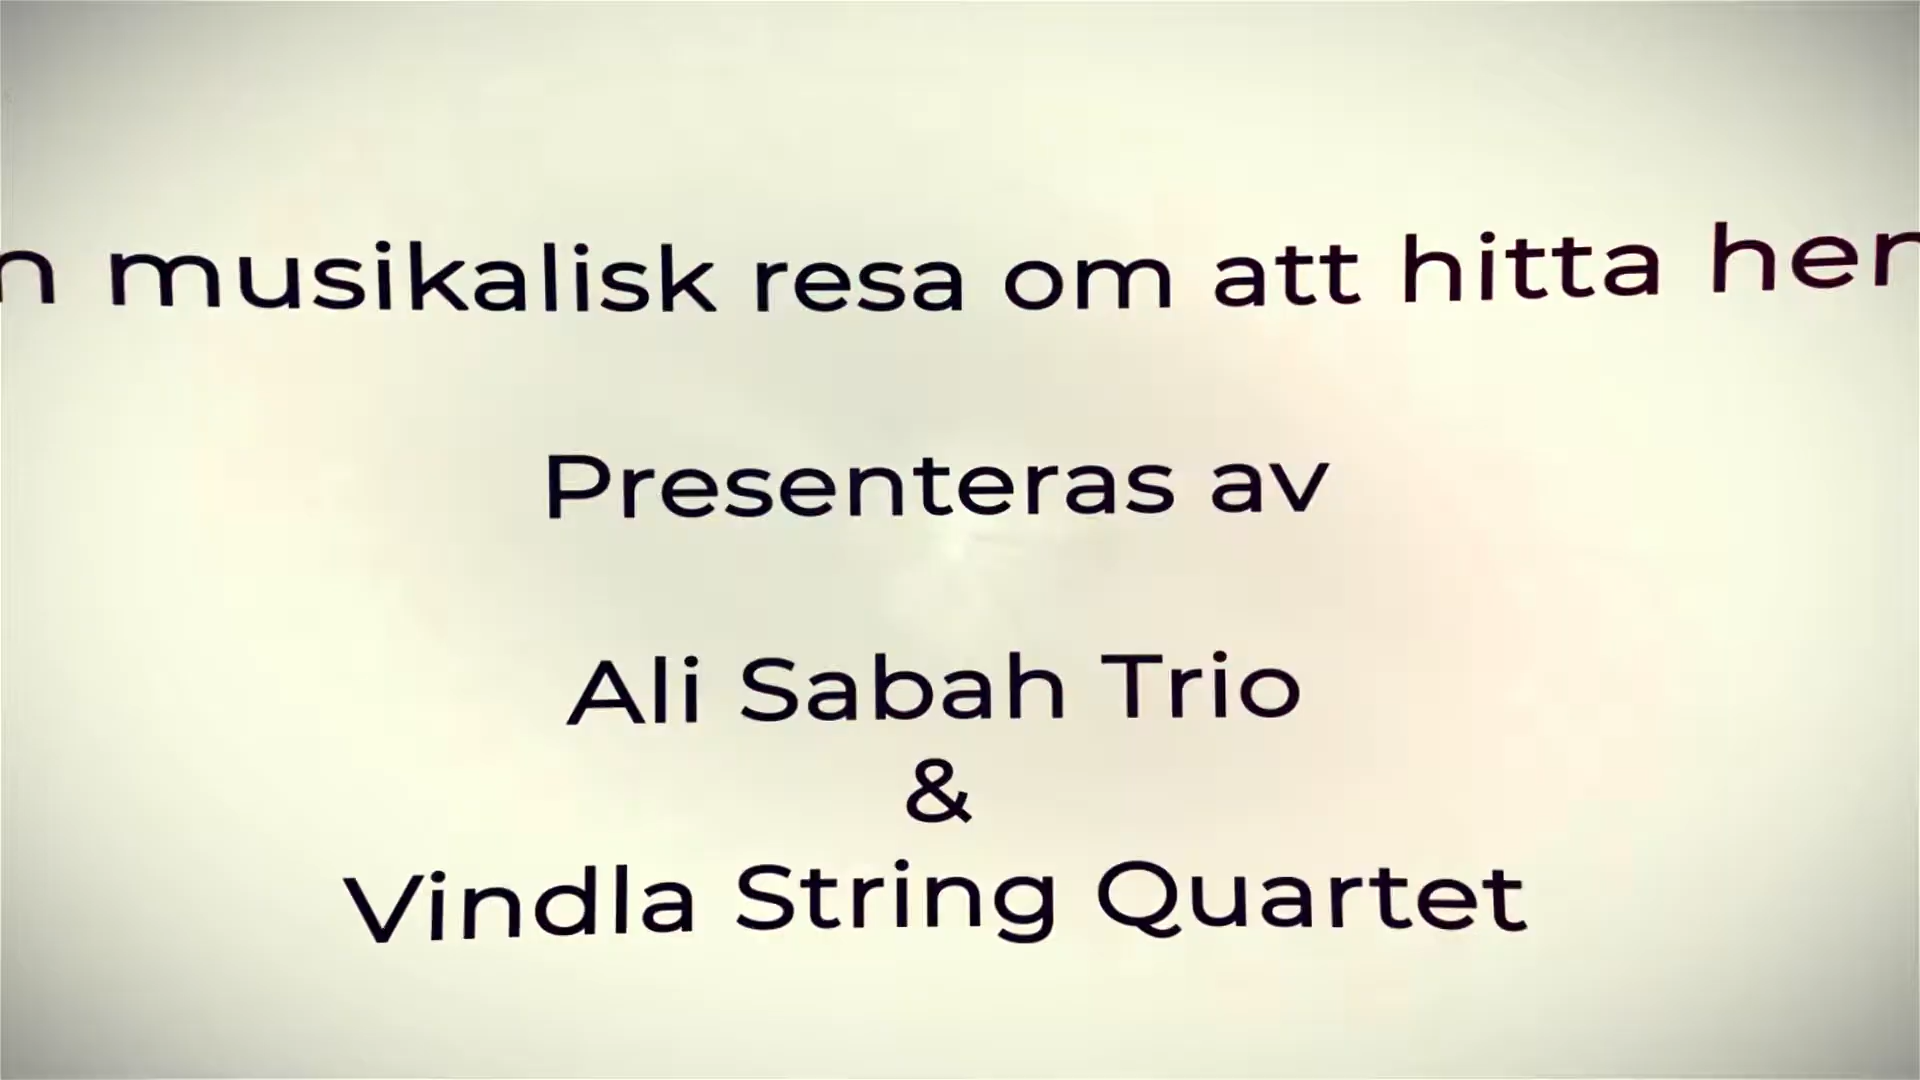 n musikalisk resa om att hitta hem
Presenteras av
Ali Sabah Trio
&
Vindla String Quartet